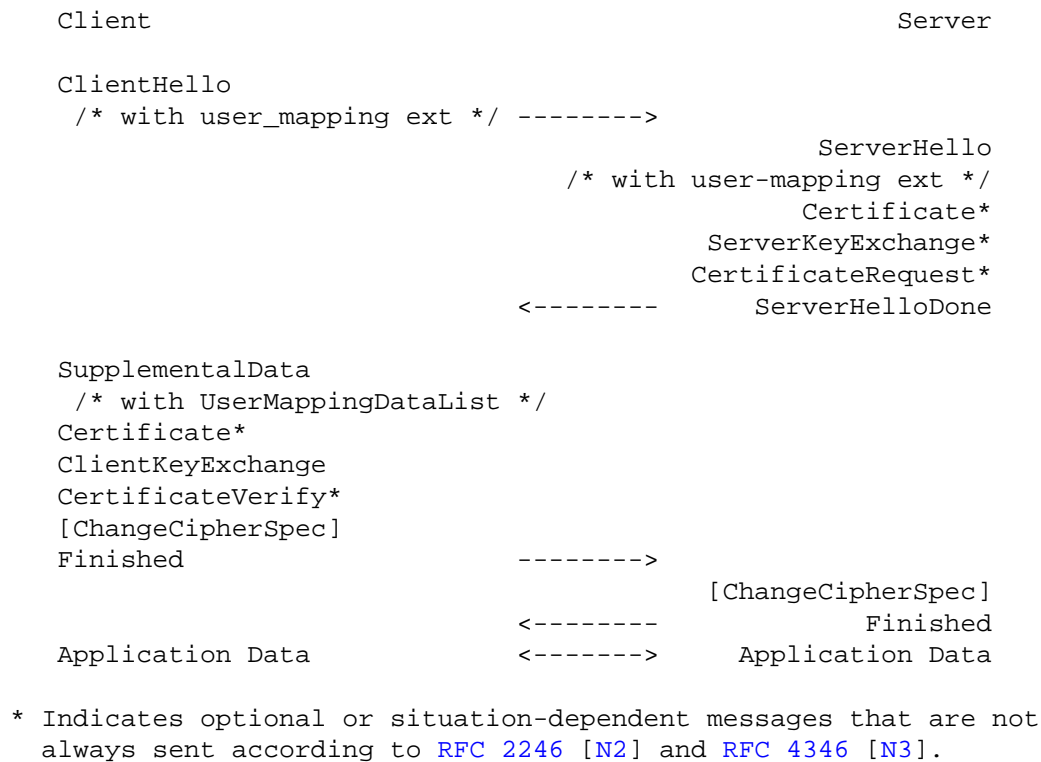 Client Server
ClientHello
/* with user_mapping ext */ -------->
ServerHello
/* with user-mapping ext */
Certificate*
ServerKeyExchange*
CertificateRequest*
<-------- ServerHelloDone
SupplementalData
/* with UserMappingDataList */
Certificate*
ClientKeyExchange
CertificateVerify*
[ChangeCipherSpec]
Finished -------->
[ChangeCipherSpec]
<-------- Finished
Application Data <-------> Application Data
* Indicates optional or situation-dependent messages that are not
always sent according to RFC 2246 [N2] and RFC 4346 [N3].